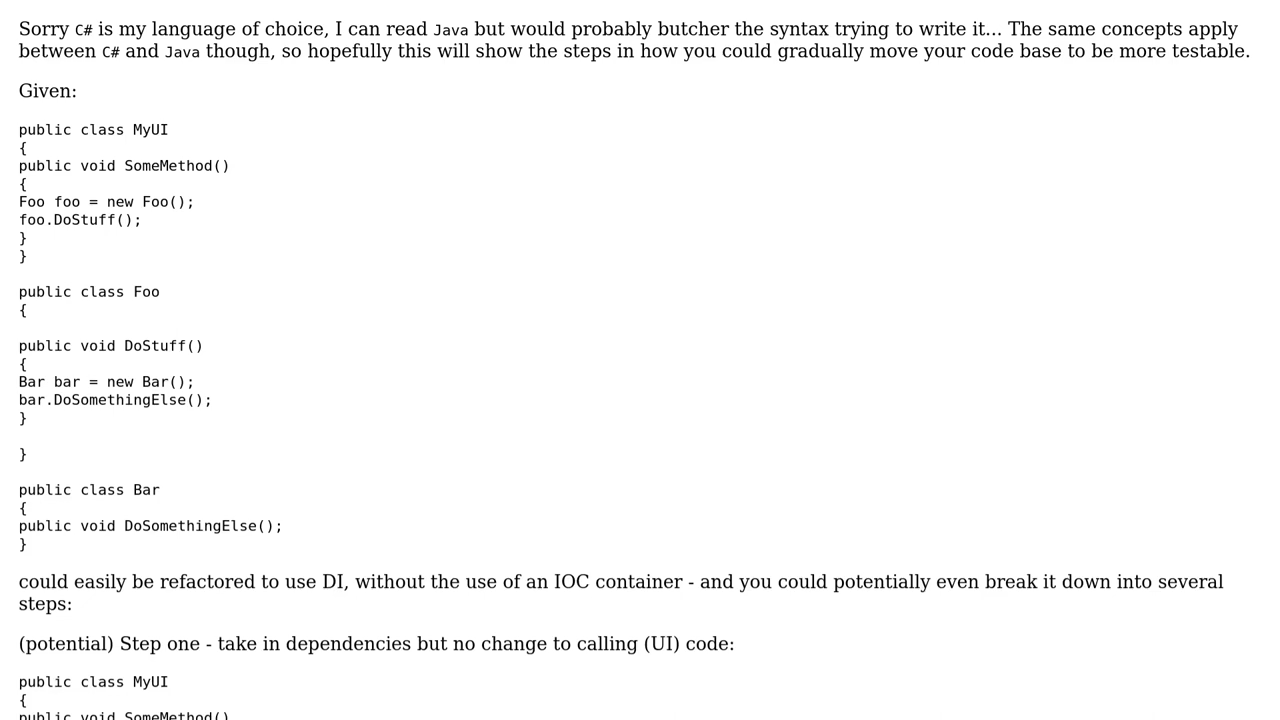 Sorry C# is my language of choice, I can read Java but would probably butcher the syntax trying to write it... The same concepts apply
between C# and Java though, so hopefully this will show the steps in how you could gradually move your code base to be more testable.
Given:
public class MyUI
{
public void SomeMethod()
{
Foo foo = new Foo();
foo.DoStuff();
}
}
public class Foo
{
public void DoStuff()
{
Bar bar = new Bar();
bar.DoSomethingElse();
}
}
public class Bar
{
public void DoSomethingElse();
}
could easily be refactored to use DI, without the use of an IOC container - and you could potentially even break it down into several
steps:
(potential) Step one - take in dependencies but no change to calling (UI) code:
public class MyUI
{
public void SomeMethod()